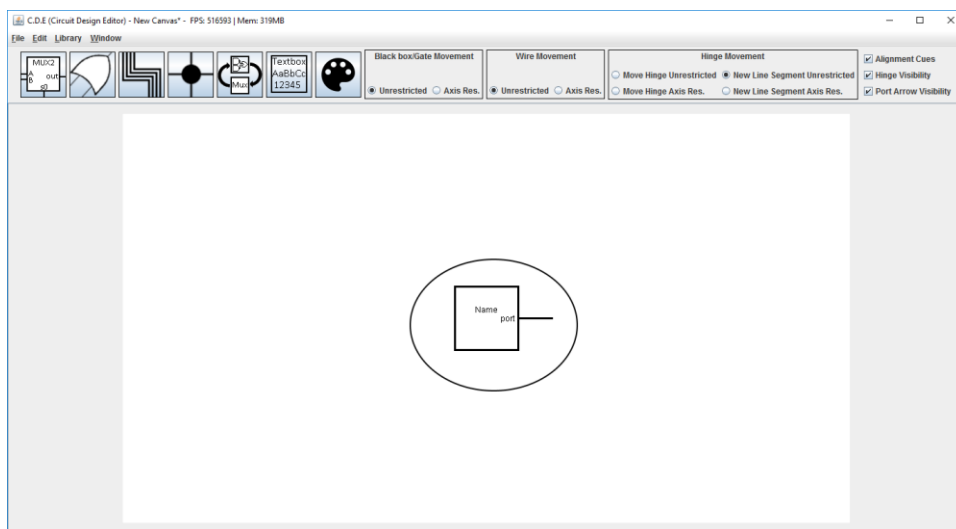 C.D.E (Circuit Design Editor) - New Canvas* - FPS: 516593 | Mem: 319MB
File Edit Library Window
MUX2
A
B
out
s0
Mux
Textbox
AaBbCc
12345
Black box/Gate Movement
Unrestricted Axis Res.
Wire Movement
Unrestricted Axis Res.
Hinge Movement
Move Hinge Unrestricted New Line Segment Unrestricted
Move Hinge Axis Res. New Line Segment Axis Res.
Alignment Cues
Hinge Visibility
Port Arrow Visibility
Name
port